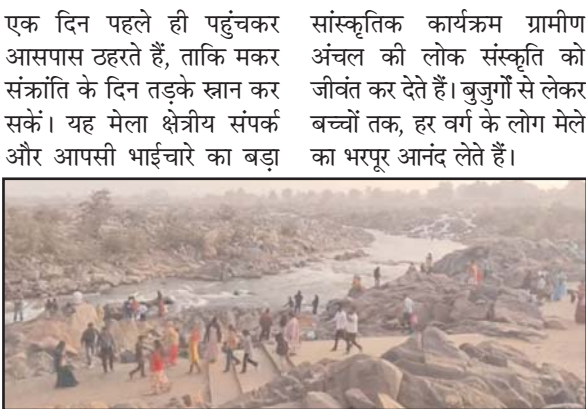 एक दिन पहले ही पहुंचकर
आसपास ठहरते हैं, ताकि मकर
संक्रांति के दिन तड़के स्नान कर
सकें। यह मेला क्षेत्रीय संपर्क
और आपसी भाईचारे का बड़ा
सांस्कृतिक कार्यक्रम ग्रामीण
अंचल की लोक संस्कृति को
जीवंत कर देते हैं। बुजुर्गों से लेकर
बच्चों तक, हर वर्ग के लोग मेले
का भरपूर आनंद लेते हैं।